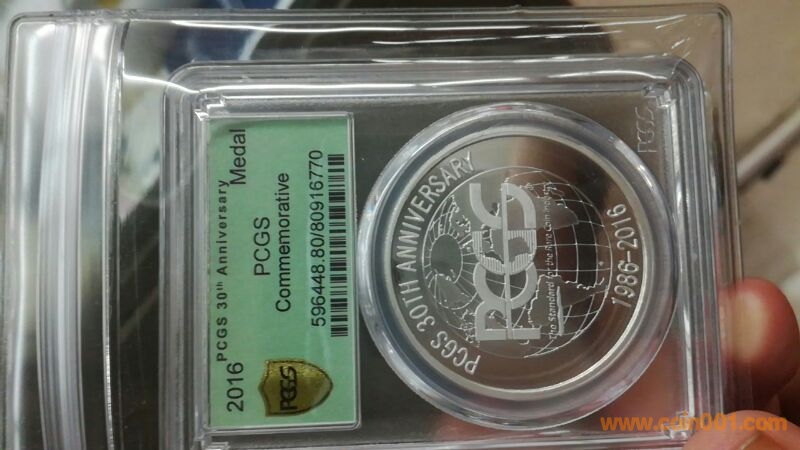 2016 PCGS 30th Anniversary Medal
PCGS
Commemorative
596448.80/80916770
PCGS
PCGS 30TH ANNIVERSARY
PCGS
The Standard for the Rare Coin Industry
1986-2016
PCGS
www.coin001.com